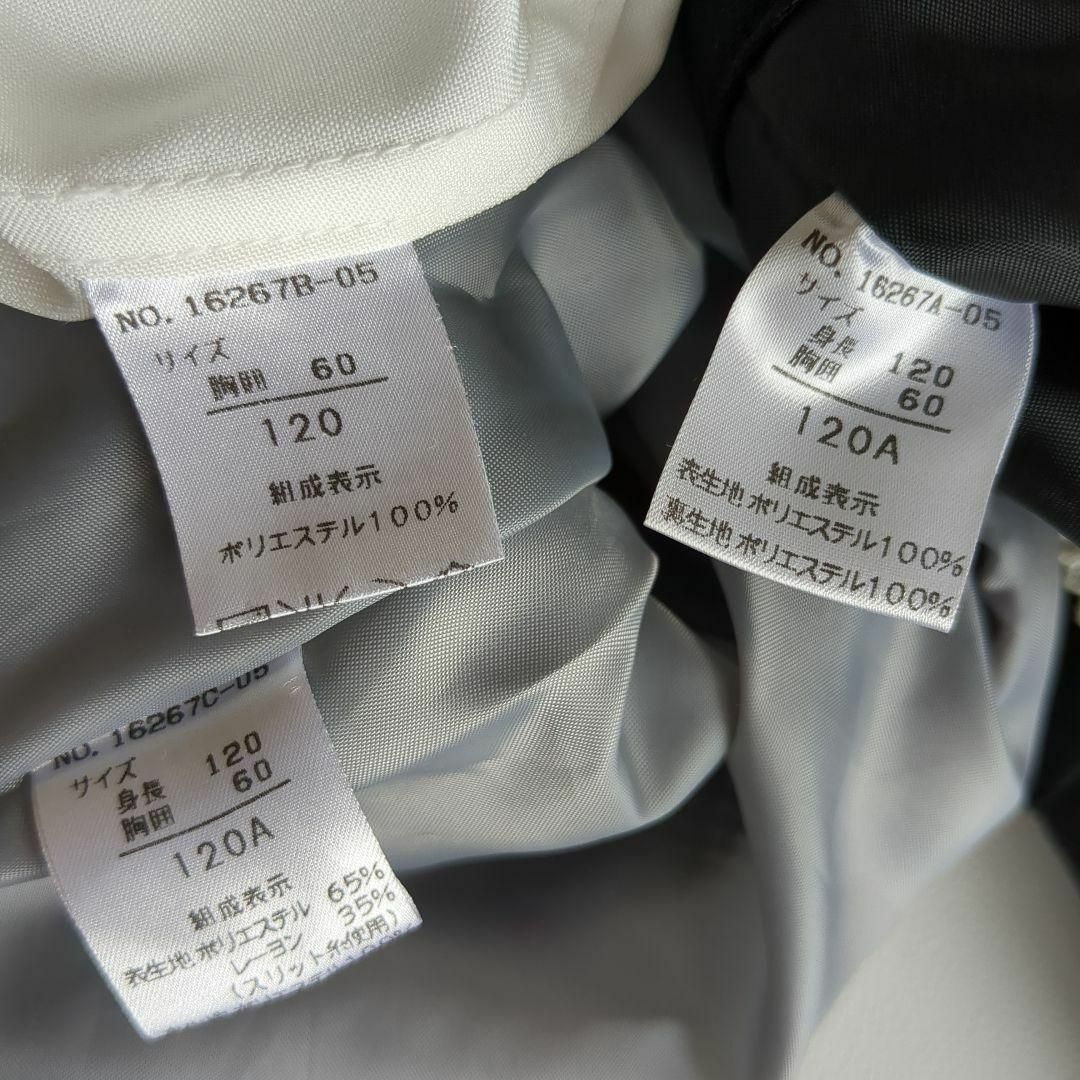 NO. 16267B-05
サイズ
胸囲 60
120
組成表示
ポリエステル100%
NO. 16267A-05
サイズ
身長 120
胸囲 60
120A
組成表示
表生地 ポリエステル100%
裏生地 ポリエステル100%
NO. 16267C-05
サイズ
身長 120
胸囲 60
120A
組成表示
表生地 ポリエステル 65%
レーヨン 35%
(スリット糸使用)